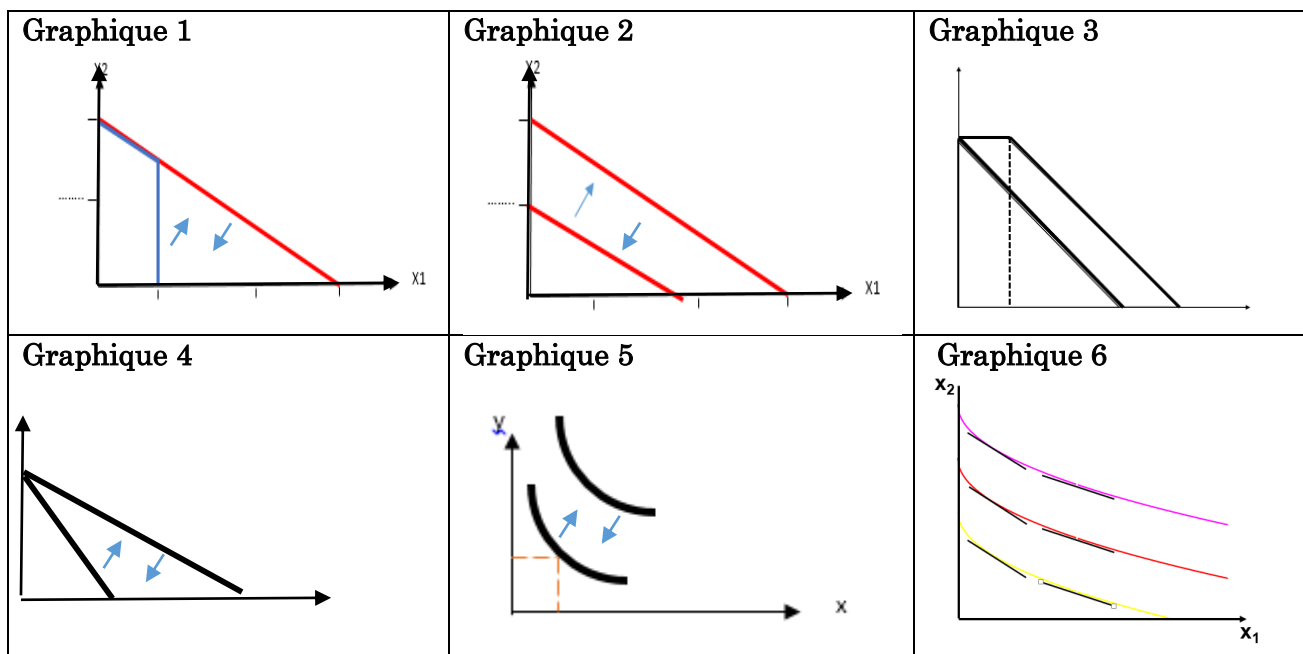 Graphique 1
X2
........
X1
Graphique 2
X2
........
X1
Graphique 3
Graphique 4
Graphique 5
y
x
Graphique 6
x2
x1